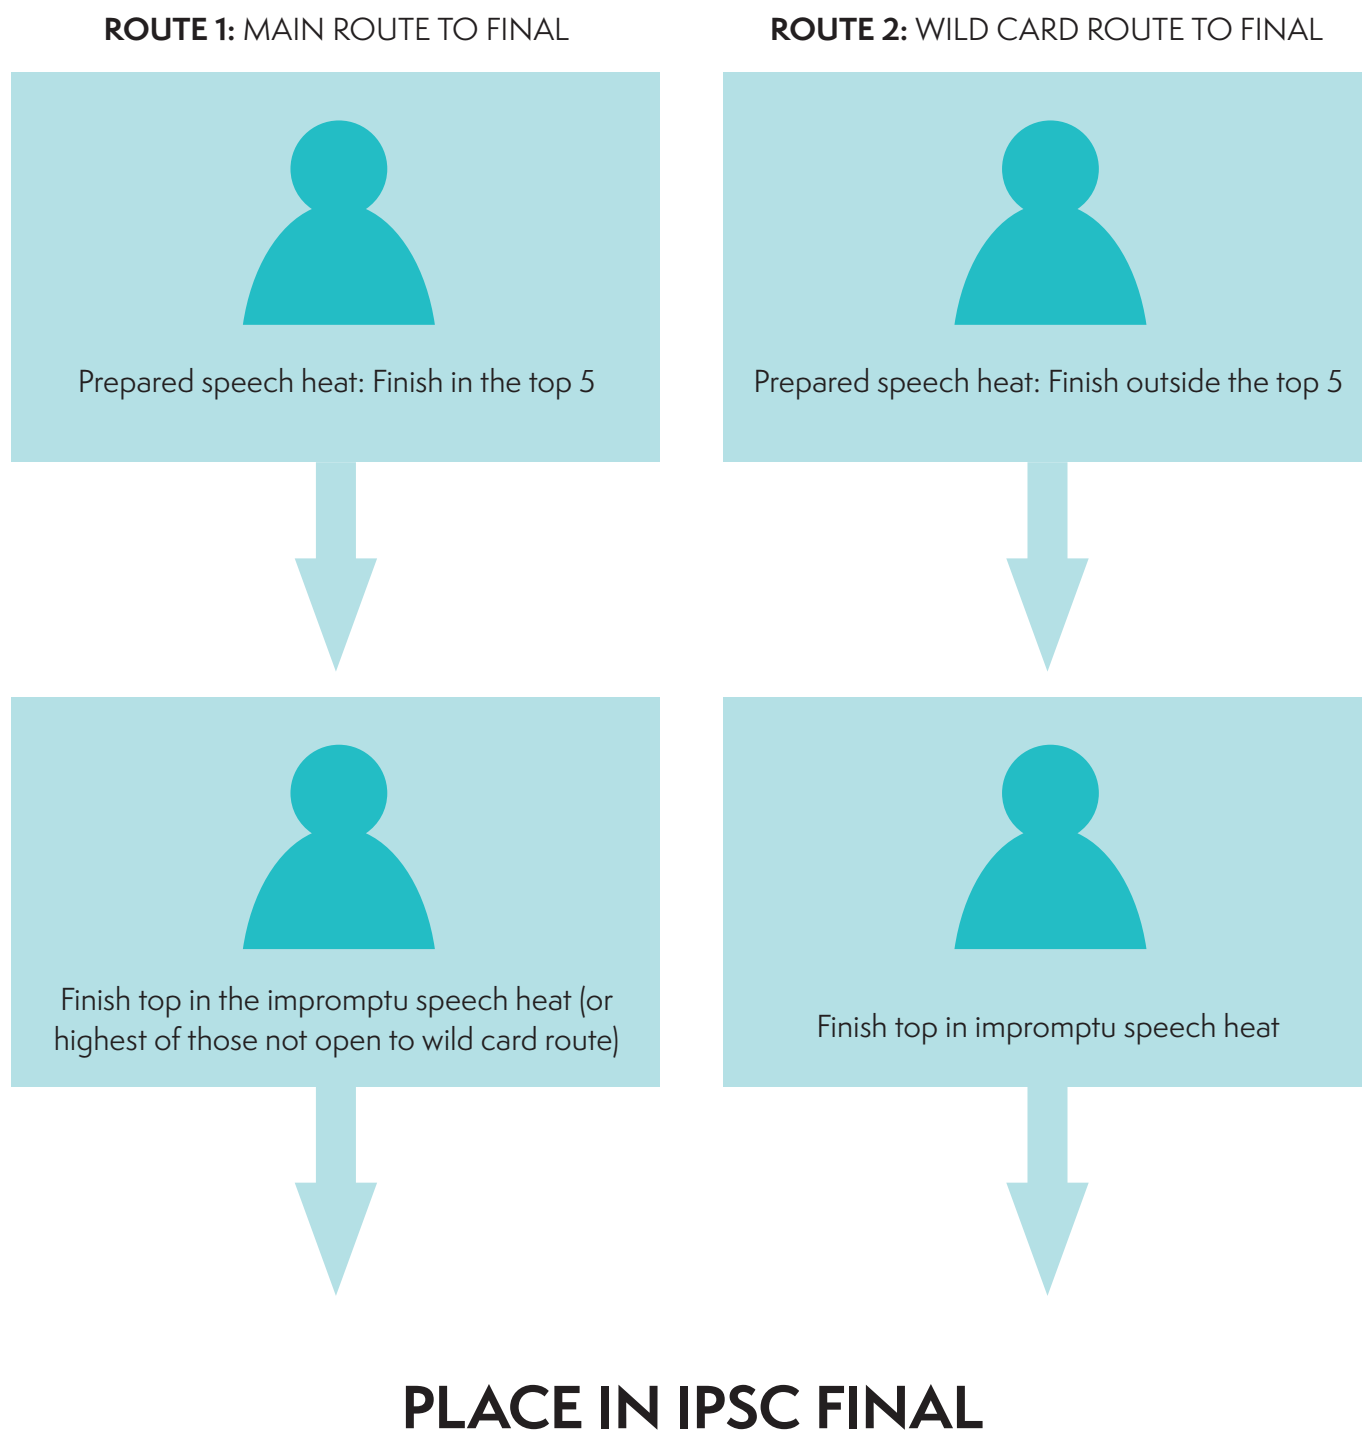 ROUTE 1: MAIN ROUTE TO FINAL
Prepared speech heat: Finish in the top 5
Finish top in the impromptu speech heat (or
highest of those not open to wild card route)
ROUTE 2: WILD CARD ROUTE TO FINAL
Prepared speech heat: Finish outside the top 5
Finish top in impromptu speech heat
PLACE IN IPSC FINAL